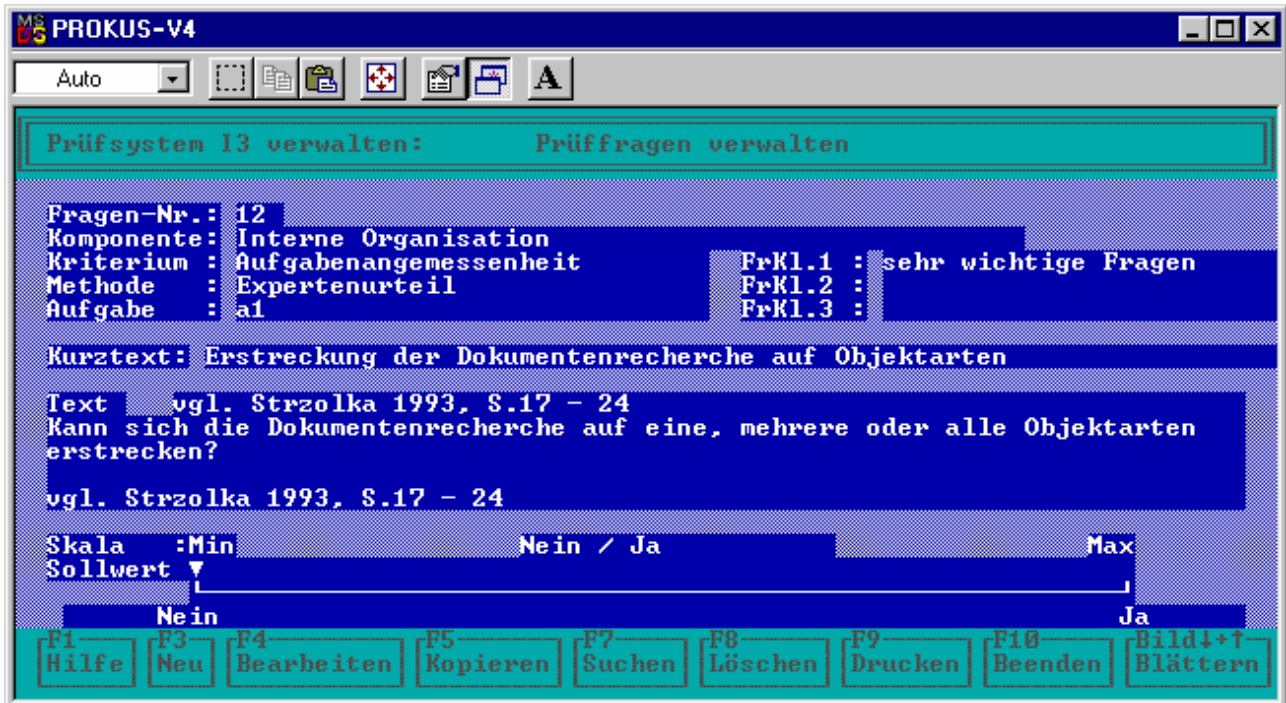 PROKUS-V4
Auto
A
Prüfsystem I3 verwalten: Prüffragen verwalten
Fragen-Nr.: 12
Komponente: Interne Organisation
Kriterium : Aufgabenangemessenheit FrKl.1 : sehr wichtige Fragen
Methode : Expertenurteil FrKl.2 :
Aufgabe : a1 FrKl.3 :
Kurztext: Erstreckung der Dokumentenrecherche auf Objektarten
Text vgl. Strzolka 1993, S.17 - 24
Kann sich die Dokumentenrecherche auf eine, mehrere oder alle Objektarten
erstrecken?
vgl. Strzolka 1993, S.17 - 24
Skala :Min Nein / Ja Max
Sollwert ▼
Nein Ja
F1 F3 F4 F5 F7 F8 F9 F10 Bild↓+↑
Hilfe Neu Bearbeiten Kopieren Suchen Löschen Drucken Beenden Blättern